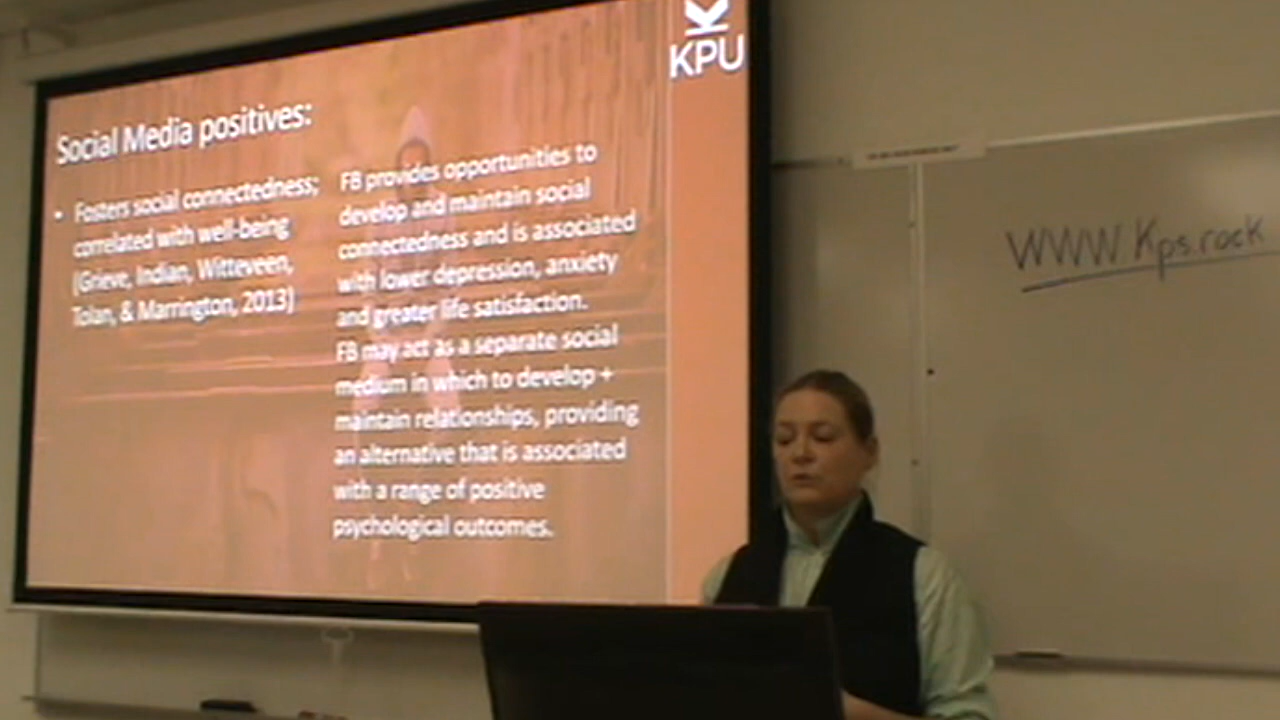 KPU
Social Media positives:
• Fosters social connectedness;
correlated with well-being
(Grieve, Indian, Witteveen,
Tolan, & Marrington, 2013)
FB provides opportunities to
develop and maintain social
connectedness and is associated
with lower depression, anxiety
and greater life satisfaction.
FB may act as a separate social
medium in which to develop +
maintain relationships, providing
an alternative that is associated
with a range of positive
psychological outcomes.
WWW.Kps.rock